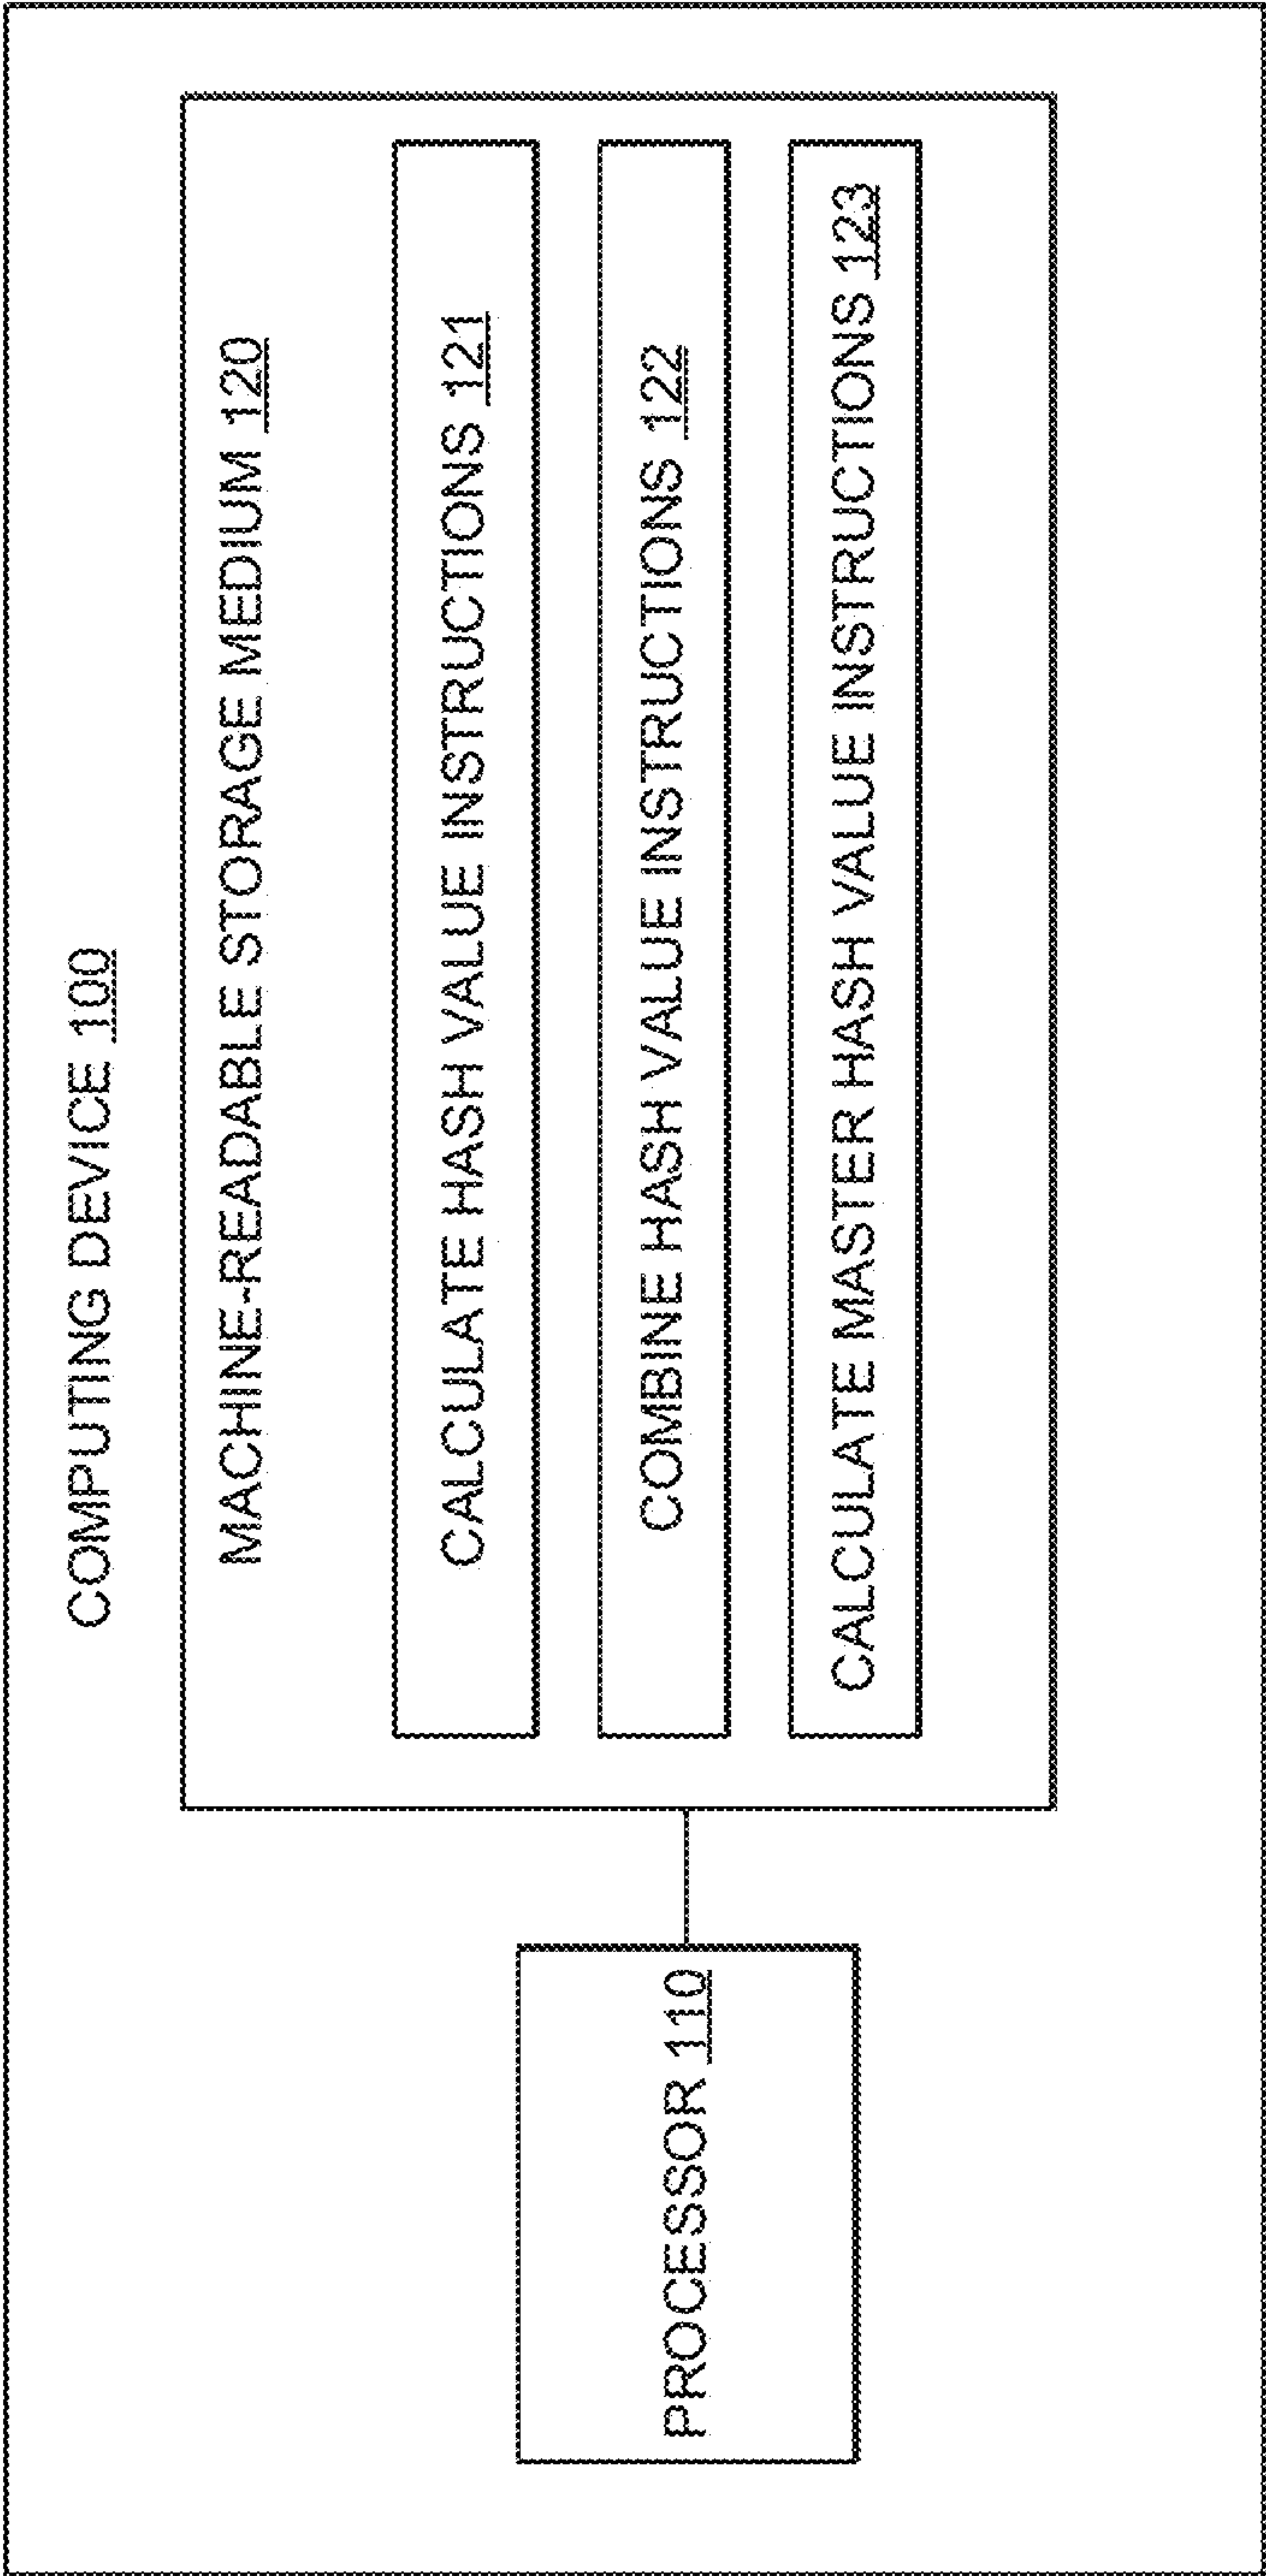 COMPUTING DEVICE 100
MACHINE-READABLE STORAGE MEDIUM 120
CALCULATE HASH VALUE INSTRUCTIONS 121
COMBINE HASH VALUE INSTRUCTIONS 122
CALCULATE MASTER HASH VALUE INSTRUCTIONS 123
PROCESSOR 110